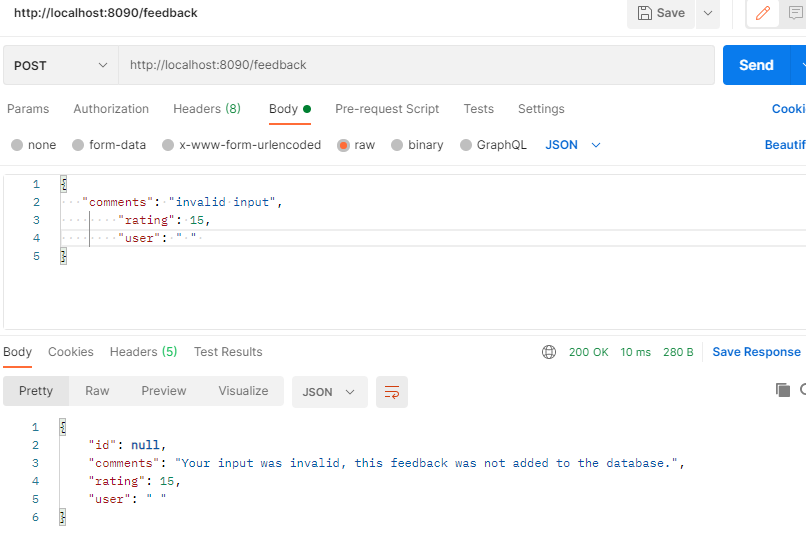 http://localhost:8090/feedback
Save
POST
http://localhost:8090/feedback
Send
Params Authorization Headers (8) Body Pre-request Script Tests Settings Cooki
none form-data x-www-form-urlencoded raw binary GraphQL JSON Beautif
1 {
2 "comments": "invalid input",
3 "rating": 15,
4 "user": " "
5 }
Body Cookies Headers (5) Test Results 200 OK 10 ms 280 B Save Response
Pretty Raw Preview Visualize JSON
1 {
2 "id": null,
3 "comments": "Your input was invalid, this feedback was not added to the database.",
4 "rating": 15,
5 "user": " "
6 }